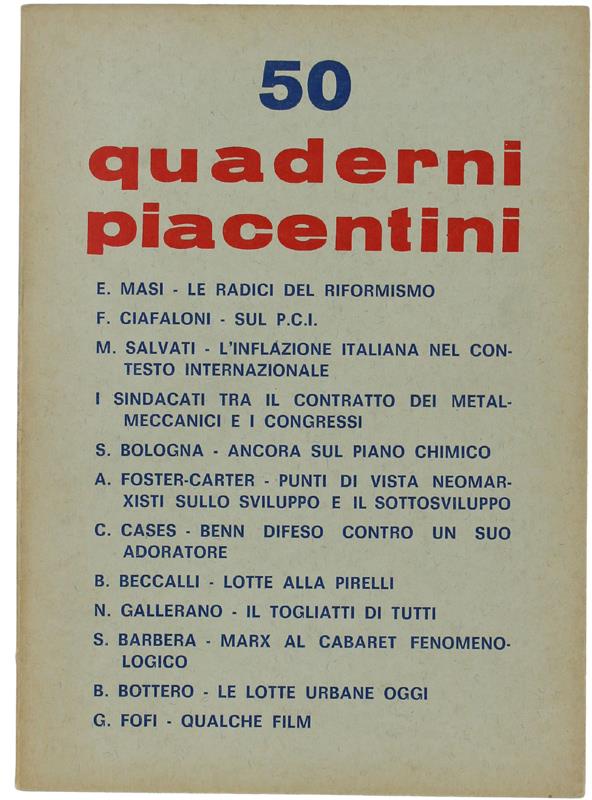 50
quaderni
piacentini
E. MASI - LE RADICI DEL RIFORMISMO
F. CIAFALONI - SUL P.C.I.
M. SALVATI - L'INFLAZIONE ITALIANA NEL CON-
TESTO INTERNAZIONALE
I SINDACATI TRA IL CONTRATTO DEI METAL-
MECCANICI E I CONGRESSI
S. BOLOGNA - ANCORA SUL PIANO CHIMICO
A. FOSTER-CARTER - PUNTI DI VISTA NEOMAR-
XISTI SULLO SVILUPPO E IL SOTTOSVILUPPO
C. CASES - BENN DIFESO CONTRO UN SUO
ADORATORE
B. BECCALLI - LOTTE ALLA PIRELLI
N. GALLERANO - IL TOGLIATTI DI TUTTI
S. BARBERA - MARX AL CABARET FENOMENO-
LOGICO
B. BOTTERO - LE LOTTE URBANE OGGI
G. FOFI - QUALCHE FILM